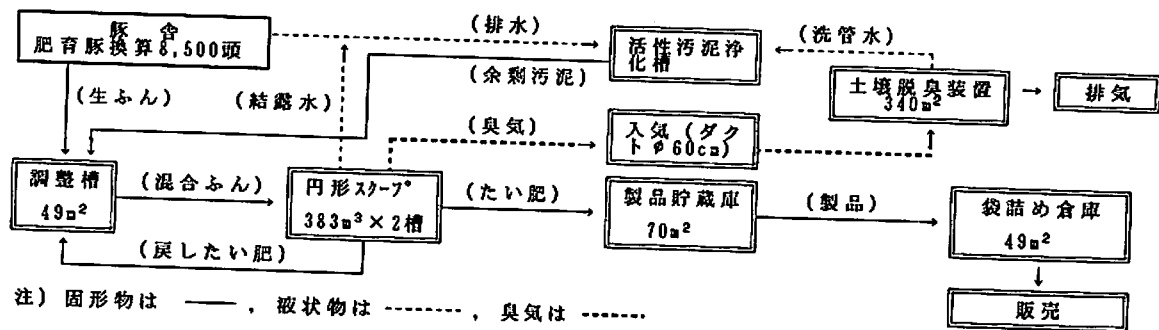 豚舎
肥育豚換算8,500頭
(排水)
活性汚泥浄
化槽
(洗管水)
(余剰汚泥)
(生ふん)
(結露水)
土壌脱臭装置
340m²
排気
(臭気)
入気(ダク
トφ60cm)
調整槽
49m²
(混合ふん)
円形スクープ
383m³×2槽
(たい肥)
製品貯蔵庫
70m²
(製品)
袋詰め倉庫
49m²
(戻したい肥)
注) 固形物は ——, 液状物は --------, 臭気は -------
販売